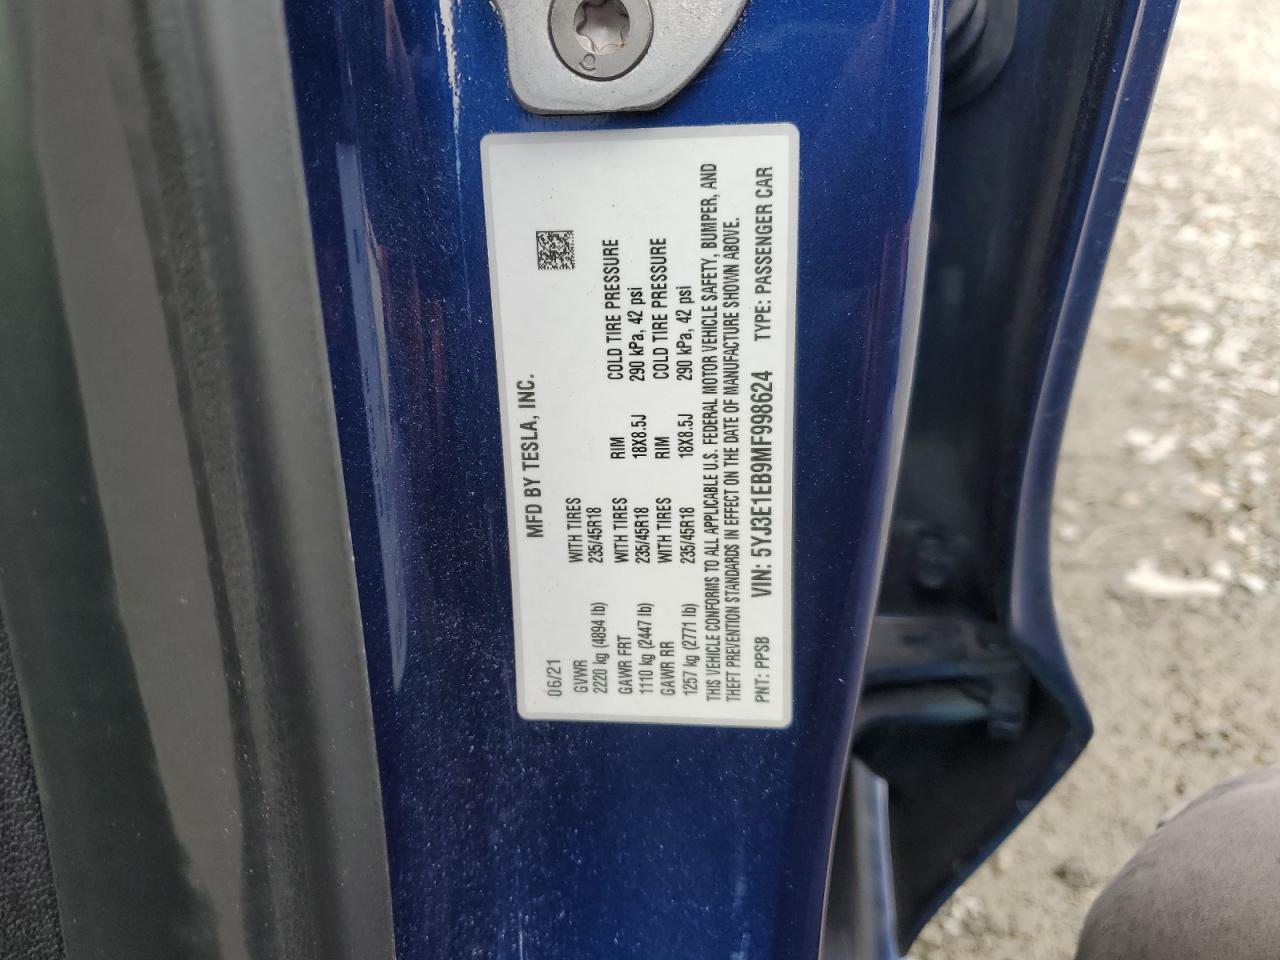 MFD BY TESLA, INC.
06/21
GVWR WITH TIRES
2220 kg (4894 lb) 235/45R18
GAWR FRT WITH TIRES RIM COLD TIRE PRESSURE
1110 kg (2447 lb) 235/45R18 18X8.5J 290 kPa, 42 psi
GAWR RR WITH TIRES RIM COLD TIRE PRESSURE
1257 kg (2771 lb) 235/45R18 18X8.5J 290 kPa, 42 psi
THIS VEHICLE CONFORMS TO ALL APPLICABLE U.S. FEDERAL MOTOR VEHICLE SAFETY, BUMPER, AND
THEFT PREVENTION STANDARDS IN EFFECT ON THE DATE OF MANUFACTURE SHOWN ABOVE.
PNT: PPSB VIN: 5YJ3E1EB9MF998624 TYPE: PASSENGER CAR